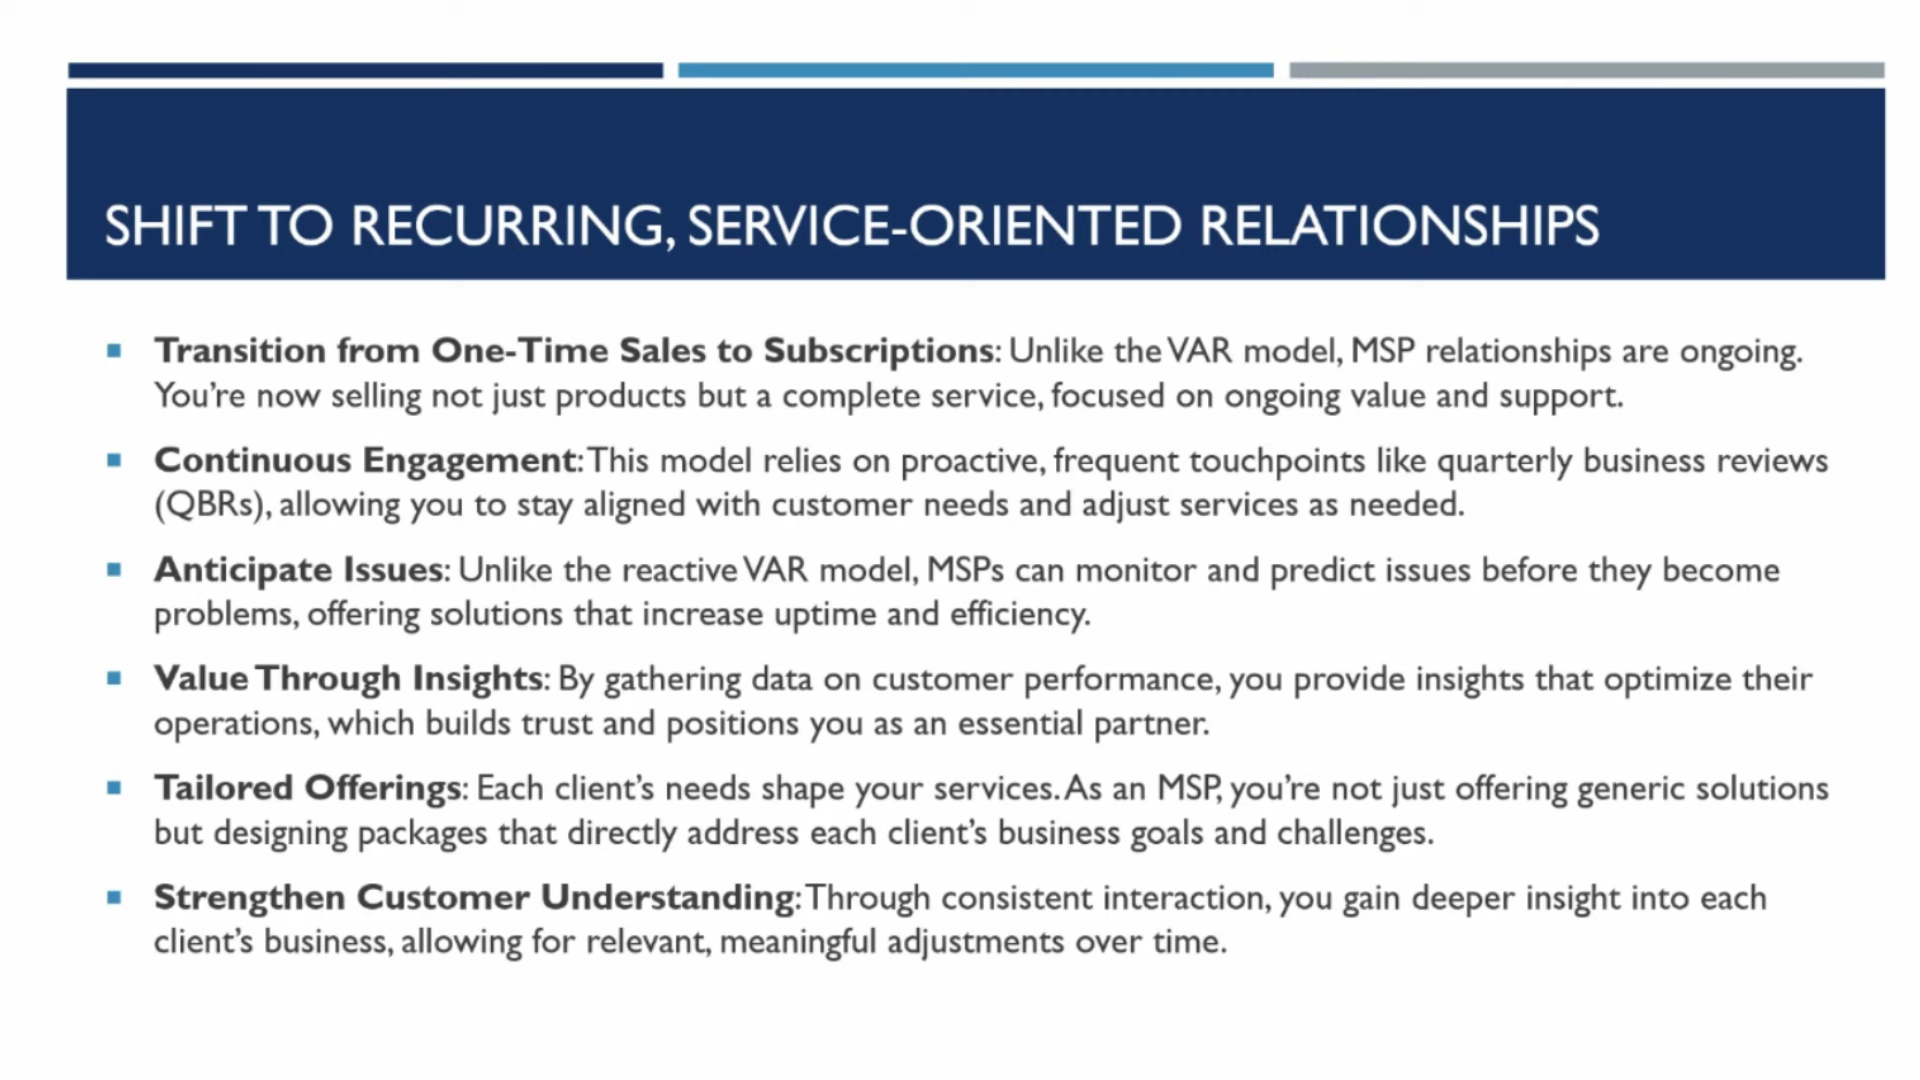 SHIFT TO RECURRING, SERVICE-ORIENTED RELATIONSHIPS
Transition from One-Time Sales to Subscriptions: Unlike the VAR model, MSP relationships are ongoing.
You’re now selling not just products but a complete service, focused on ongoing value and support.
Continuous Engagement: This model relies on proactive, frequent touchpoints like quarterly business reviews
(QBRs), allowing you to stay aligned with customer needs and adjust services as needed.
Anticipate Issues: Unlike the reactive VAR model, MSPs can monitor and predict issues before they become
problems, offering solutions that increase uptime and efficiency.
Value Through Insights: By gathering data on customer performance, you provide insights that optimize their
operations, which builds trust and positions you as an essential partner.
Tailored Offerings: Each client’s needs shape your services. As an MSP, you’re not just offering generic solutions
but designing packages that directly address each client’s business goals and challenges.
Strengthen Customer Understanding: Through consistent interaction, you gain deeper insight into each
client’s business, allowing for relevant, meaningful adjustments over time.